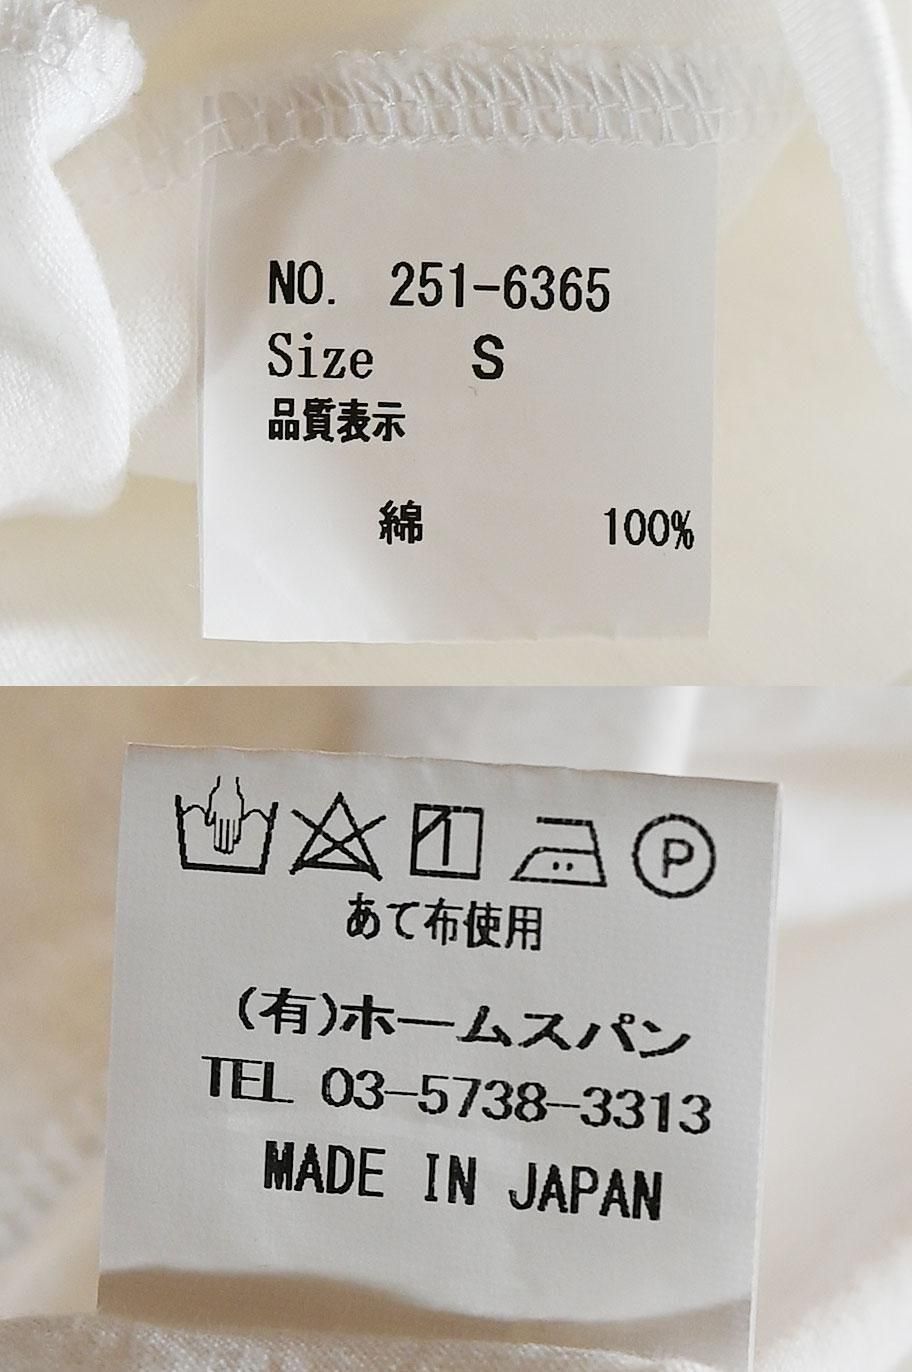 NO. 251-6365
Size S
品質表示
綿 100%
P
あて布使用
(有)ホームスパン
TEL 03-5738-3313
MADE IN JAPAN